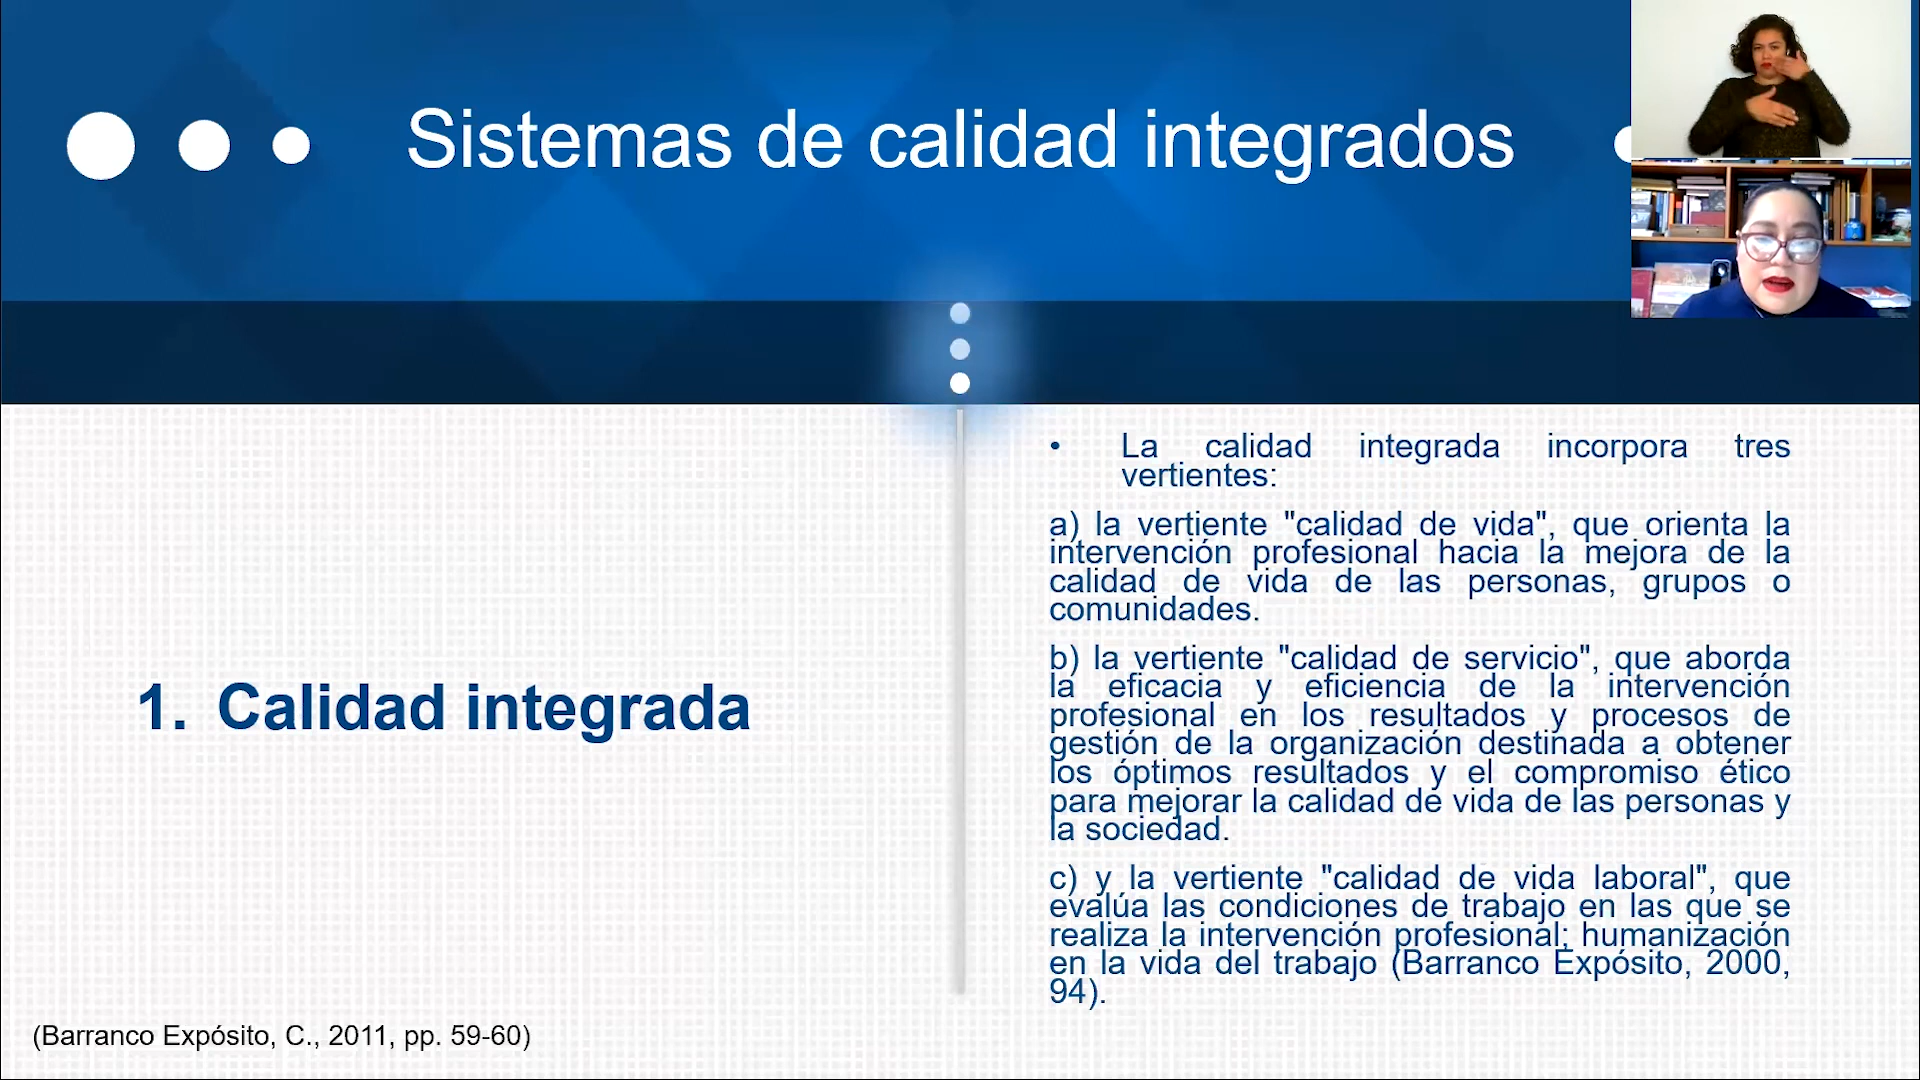 Sistemas de calidad integrados
1. Calidad integrada
• La calidad integrada incorpora tres
vertientes:
a) la vertiente "calidad de vida", que orienta la
intervención profesional hacia la mejora de la
calidad de vida de las personas, grupos o
comunidades.
b) la vertiente "calidad de servicio", que aborda
la eficacia y eficiencia de la intervención
profesional en los resultados y procesos de
gestión de la organización destinada a obtener
los óptimos resultados y el compromiso ético
para mejorar la calidad de vida de las personas y
la sociedad.
c) y la vertiente "calidad de vida laboral", que
evalúa las condiciones de trabajo en las que se
realiza la intervención profesional; humanización
en la vida del trabajo (Barranco Expósito, 2000,
94).
(Barranco Expósito, C., 2011, pp. 59-60)